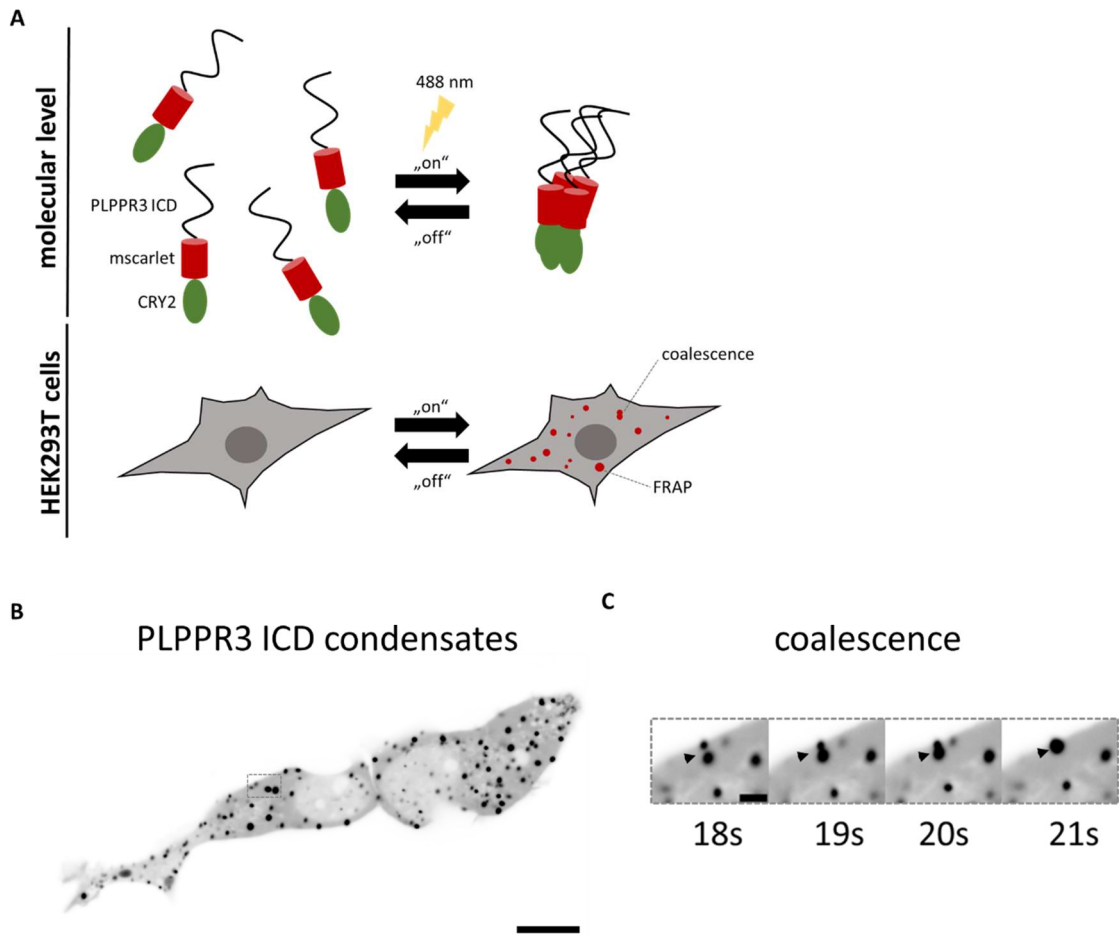 A
molecular level
488 nm
„on“
„off“
PLPPR3 ICD
mscarlet
CRY2
HEK293T cells
„on“
„off“
coalescence
FRAP
B
PLPPR3 ICD condensates
C
coalescence
18s
19s
20s
21s